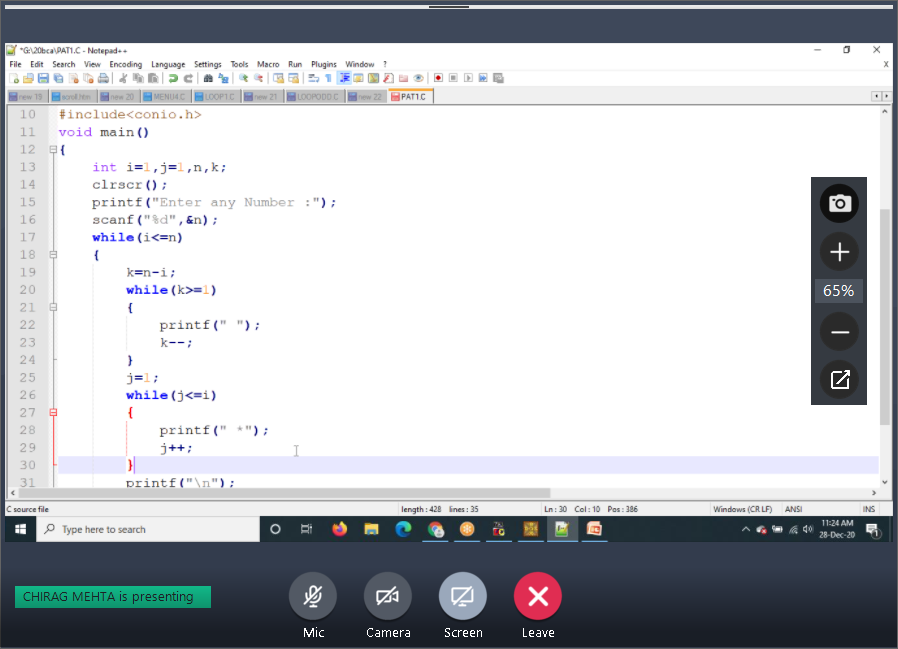 *G:\20bca\PAT1.C - Notepad++
File Edit Search View Encoding Language Settings Tools Macro Run Plugins Window ?
X
new 19 scroll.htm new 20 MENU4.C LOOP1.C new 21 LOOPODD.C new 22 PAT1.C
10 #include<conio.h>
11 void main()
12 {
13 int i=1,j=1,n,k;
14 clrscr();
15 printf("Enter any Number :");
16 scanf("%d",&n);
17 while(i<=n)
18 {
19 k=n-i;
20 while(k>=1)
21 {
22 printf(" ");
23 k--;
24 }
25 j=1;
26 while(j<=i)
27 {
28 printf(" *");
29 j++;
30 }
31 printf("\n");
65%
C source file length : 428 lines : 35 Ln : 30 Col : 10 Pos : 386 Windows (CR LF) ANSI INS
Type here to search
11:24 AM
28-Dec-20
1
CHIRAG MEHTA is presenting
Mic Camera Screen Leave